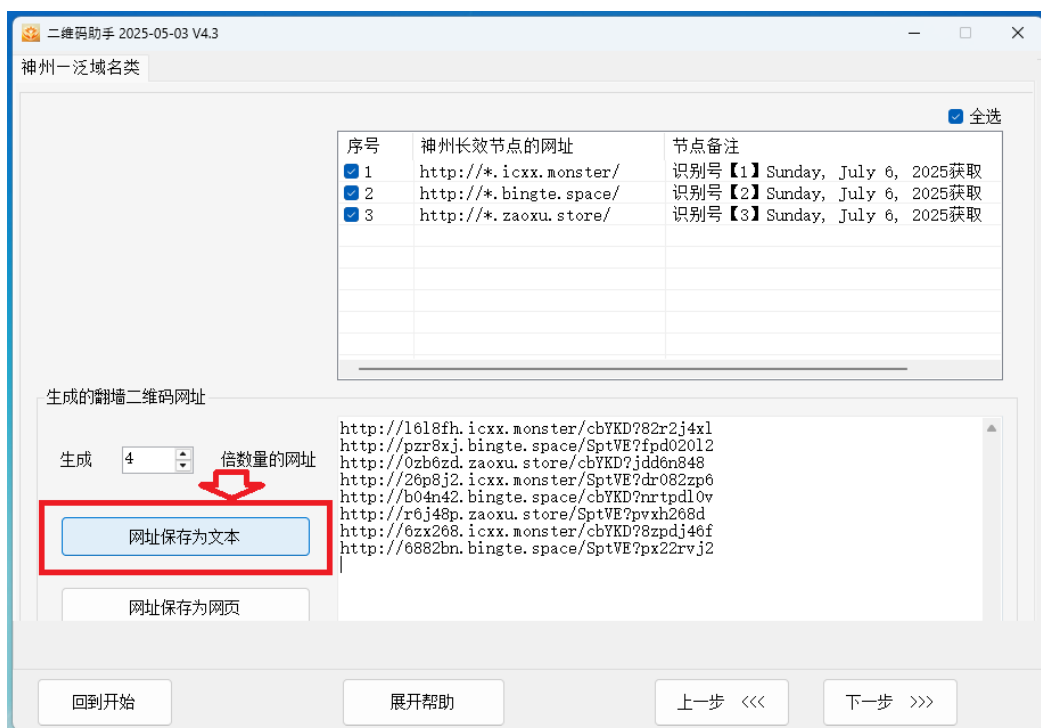 二维码助手 2025-05-03 V4.3
神州一泛域名类
全选
序号 神州长效节点的网址 节点备注
1 http://*.icxx.monster/ 识别号【1】Sunday, July 6, 2025获取
2 http://*.bingte.space/ 识别号【2】Sunday, July 6, 2025获取
3 http://*.zaoxu.store/ 识别号【3】Sunday, July 6, 2025获取
生成的翻墙二维码网址
生成 4 倍数量的网址
网址保存为文本
网址保存为网页
http://l6l8fh.icxx.monster/cbYKD?82r2j4xl
http://pzr8xj.bingte.space/SptVE?fpd020l2
http://0zb6zd.zaoxu.store/cbYKD?jdd6n848
http://26p8j2.icxx.monster/SptVE?dr082zp6
http://b04n42.bingte.space/cbYKD?nrtpdl0v
http://r6j48p.zaoxu.store/SptVE?pvxh268d
http://6zx268.icxx.monster/cbYKD?8zpdj46f
http://6882bn.bingte.space/SptVE?px22rvj2
回到开始 展开帮助 上一步 <<< 下一步 >>>